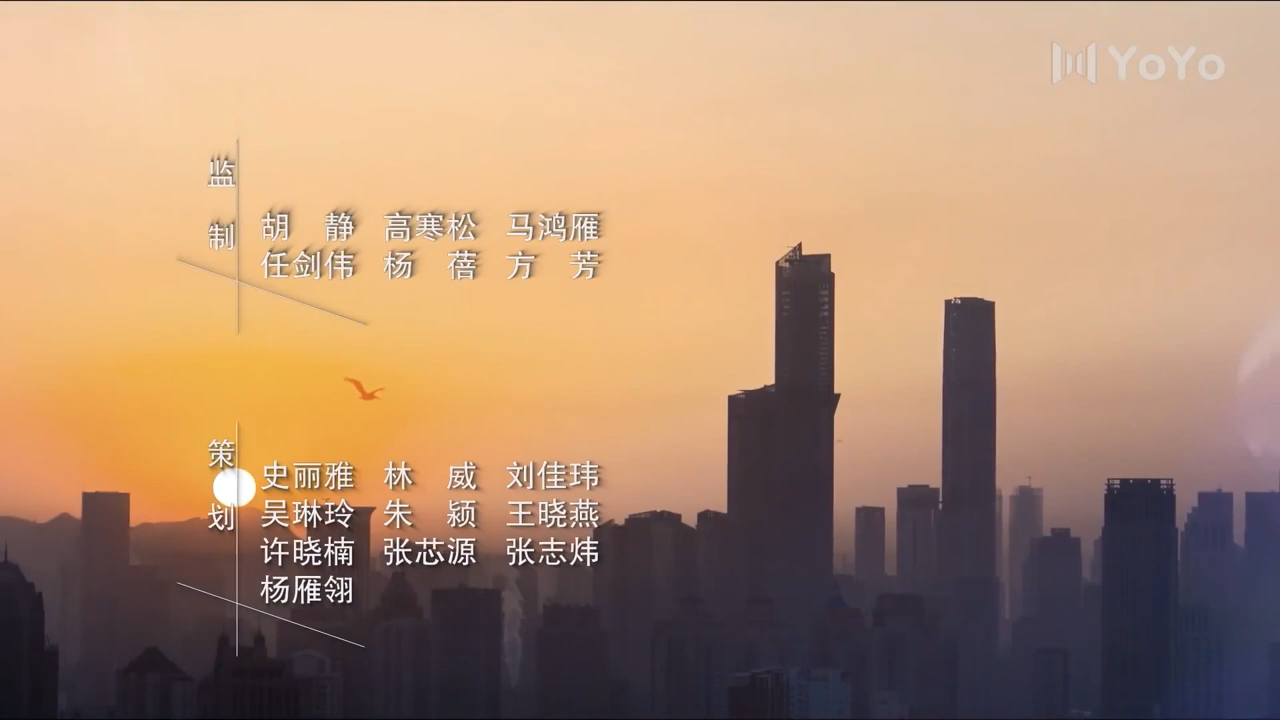 YoYo
监制
胡 静 高寒松 马鸿雁
任剑伟 杨 蓓 方 芳
策划
史丽雅 林 威 刘佳玮
吴琳玲 朱 颍 王晓燕
许晓楠 张芯源 张志炜
杨雁翎